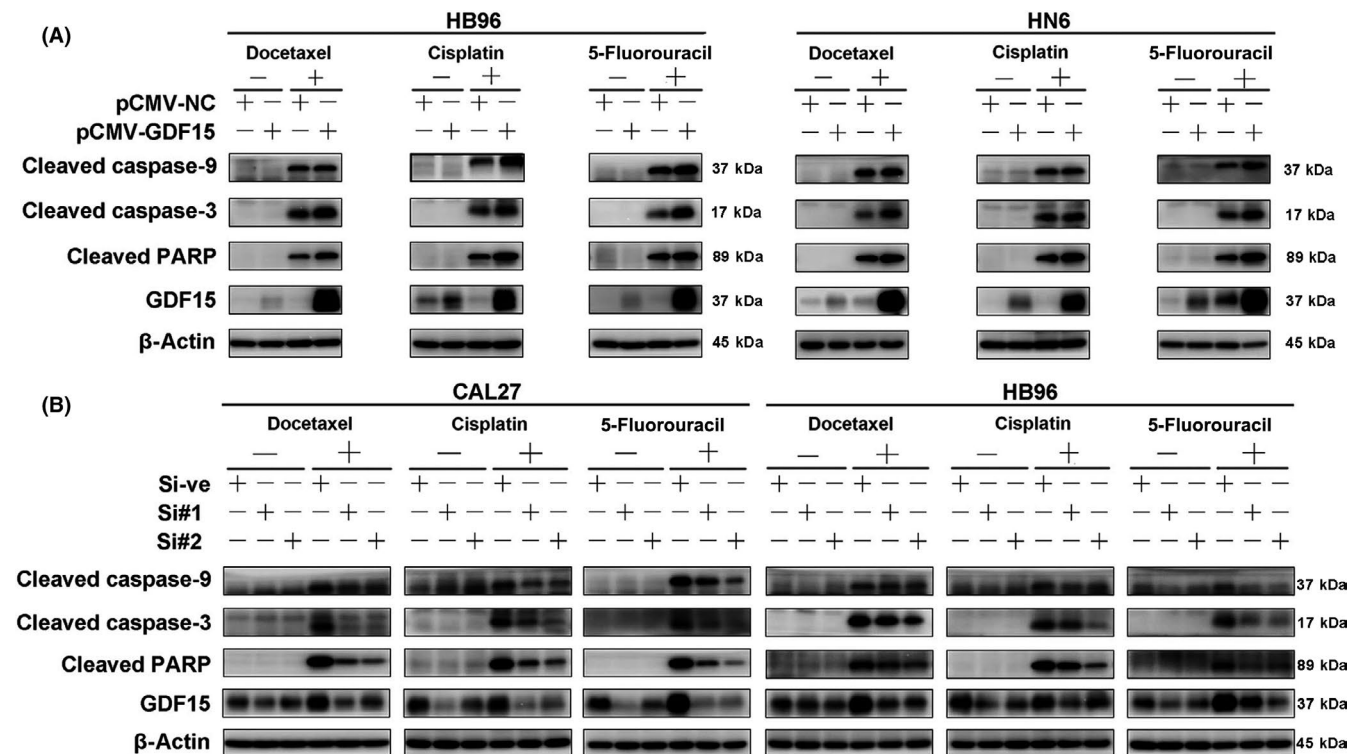 (A)
HB96 HN6
Docetaxel Cisplatin 5-Fluorouracil Docetaxel Cisplatin 5-Fluorouracil
— + — + — + — + — + — +
pCMV-NC + — + — + — + — + — + — + — + — + — + — + — + —
pCMV-GDF15 — + — + — + — + — + — + — + — + — + — + — + — +
Cleaved caspase-9 37 kDa 37 kDa
Cleaved caspase-3 17 kDa 17 kDa
Cleaved PARP 89 kDa 89 kDa
GDF15 37 kDa 37 kDa
β-Actin 45 kDa 45 kDa
(B)
CAL27 HB96
Docetaxel Cisplatin 5-Fluorouracil Docetaxel Cisplatin 5-Fluorouracil
— + — + — + — + — + — +
Si-ve + — — + — — + — — + — — + — — + — — + — — + — — + — — + — — + — — + — —
Si#1 — + — — + — — + — — + — — + — — + — — + — — + — — + — — + — — + — — + —
Si#2 — — + — — + — — + — — + — — + — — + — — + — — + — — + — — + — — + — — +
Cleaved caspase-9 37 kDa
Cleaved caspase-3 17 kDa
Cleaved PARP 89 kDa
GDF15 37 kDa
β-Actin 45 kDa